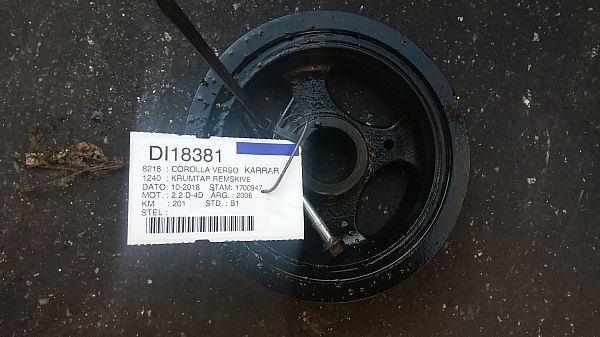 DI18381
8218 : COROLLA VERSO KARRAR
1240 : KRUMTAP REMSKIVE
DATO: 10-2018 STAM: 1700947
MOT. : 2.2 D-4D ÅRG. : 2006
KM : 201 STD. : B1
STEL :